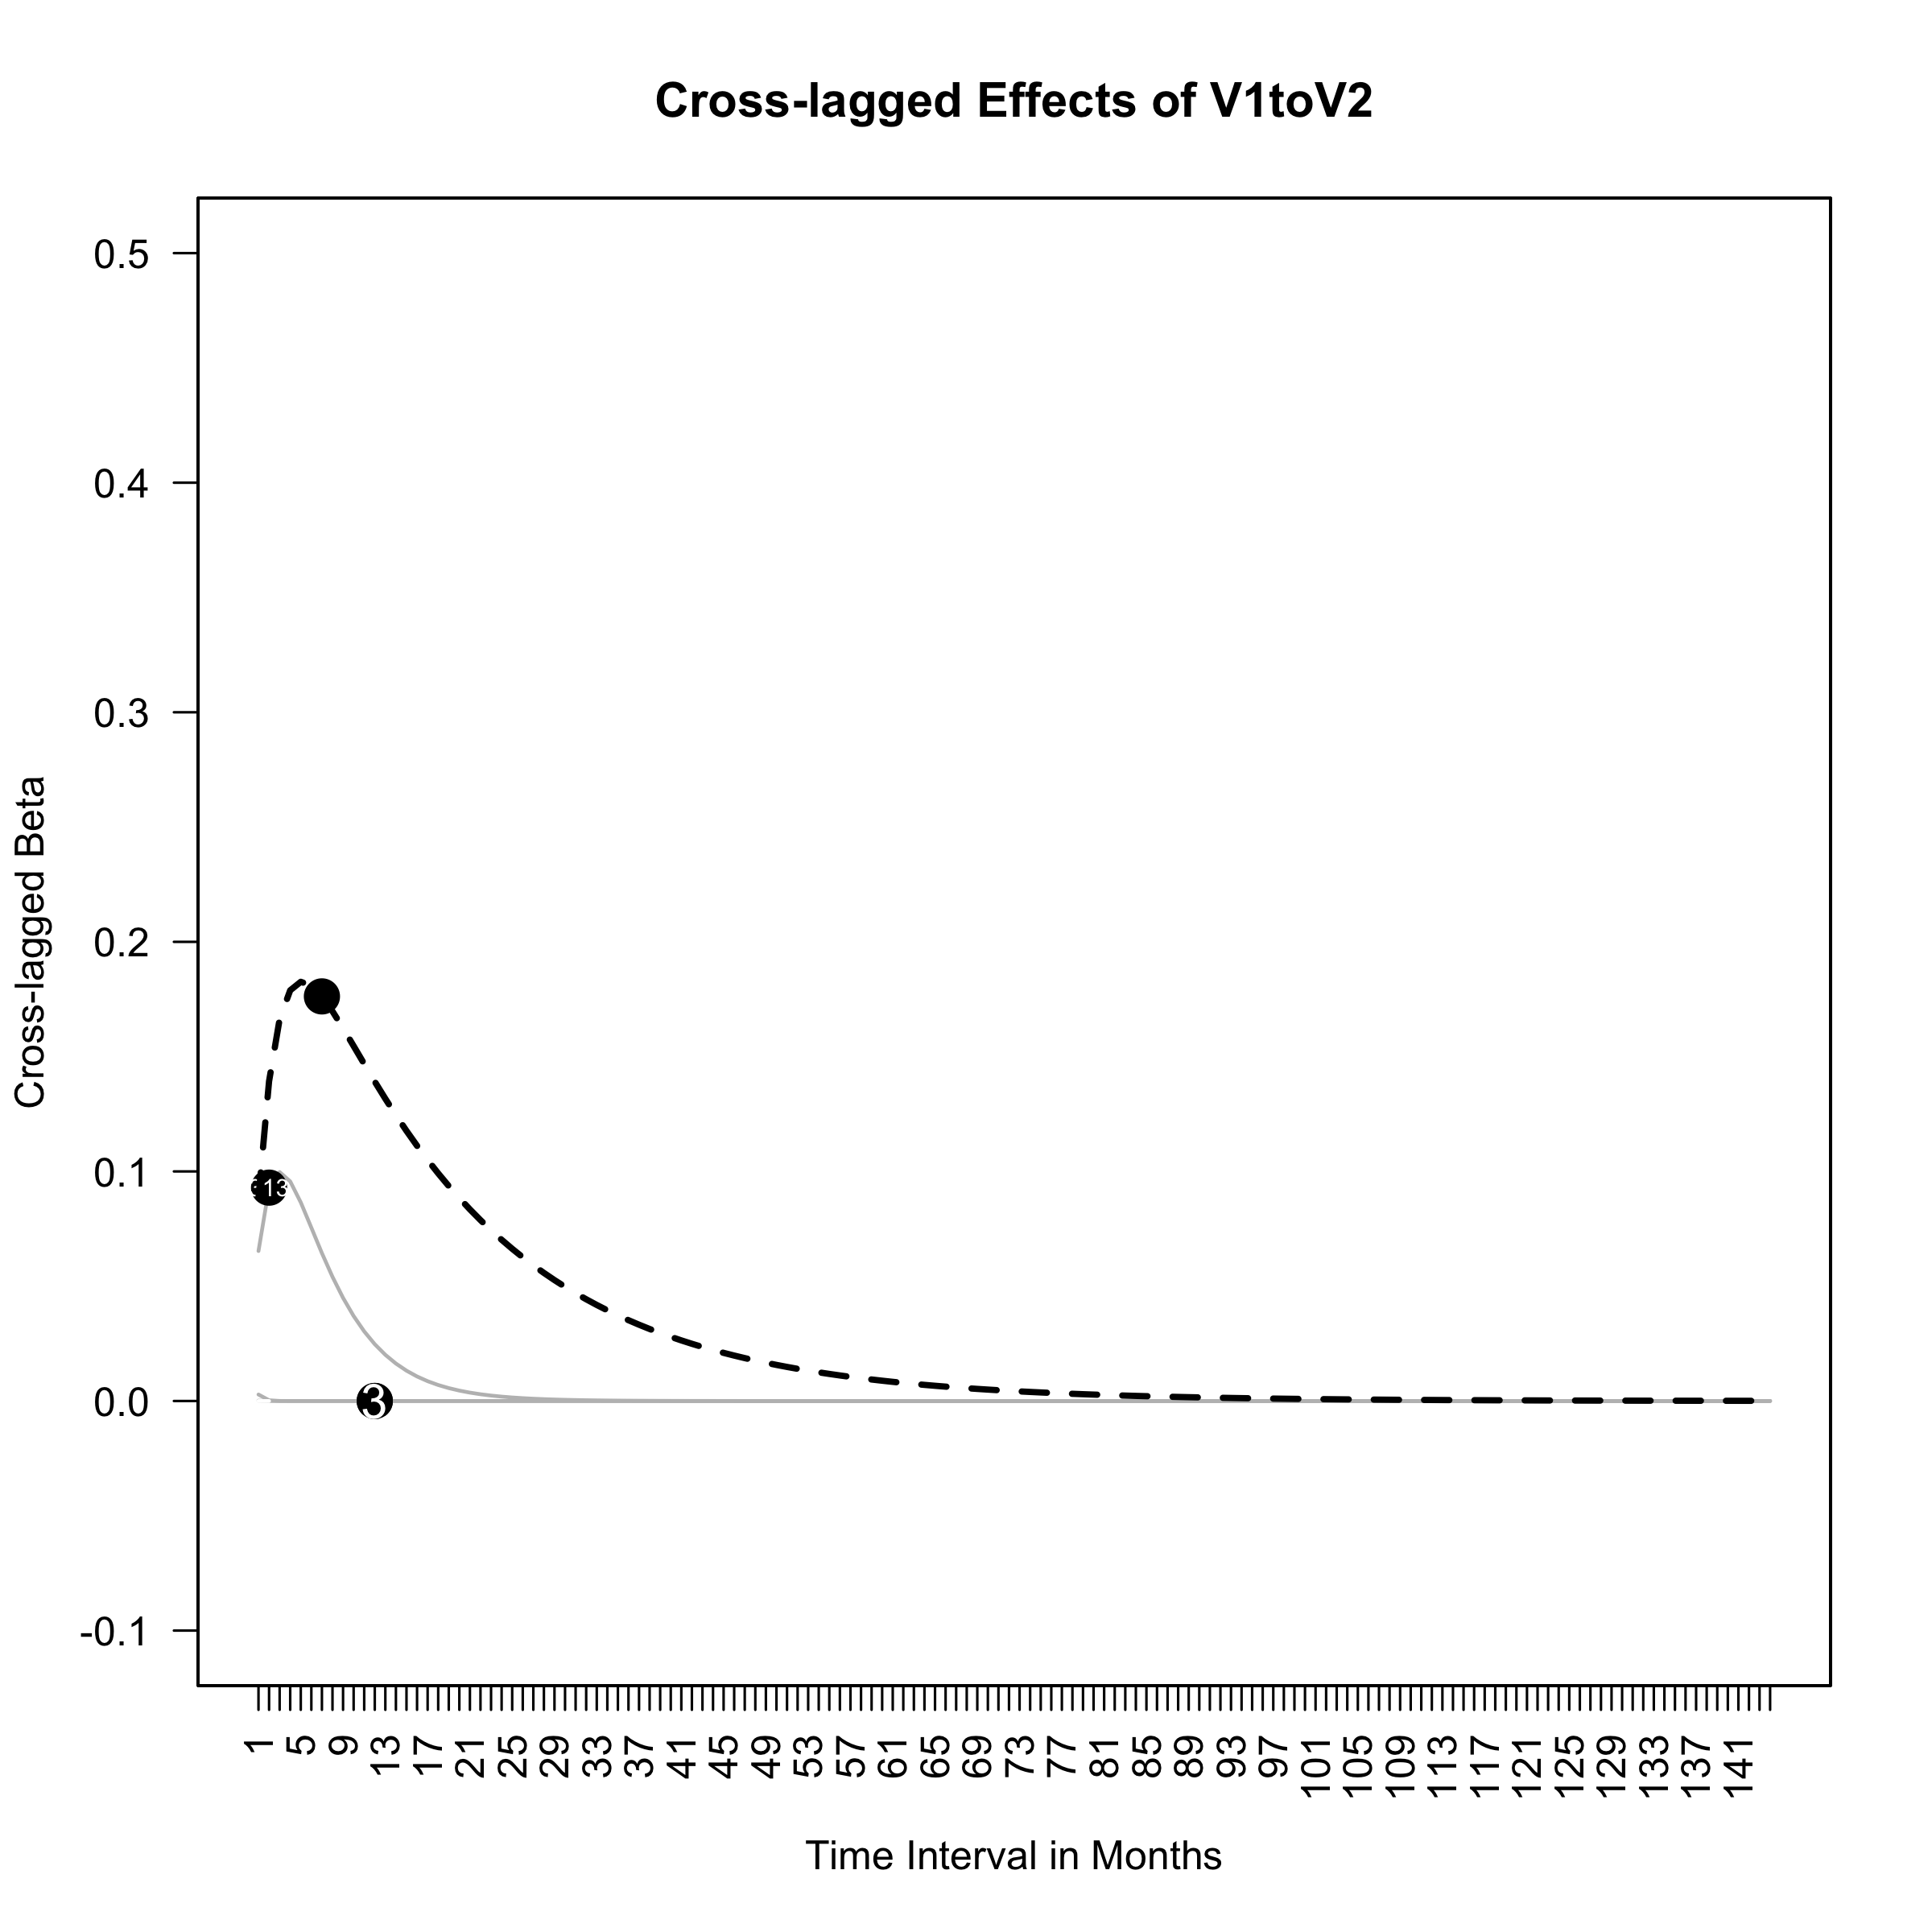 Cross-lagged Effects of V1toV2
Cross-lagged Beta
0.5
0.4
0.3
0.2
0.1
0.0
-0.1
3
1 5 9 13 17 21 25 29 33 37 41 45 49 53 57 61 65 69 73 77 81 85 89 93 97 101 105 109 113 117 121 125 129 133 137 141
Time Interval in Months